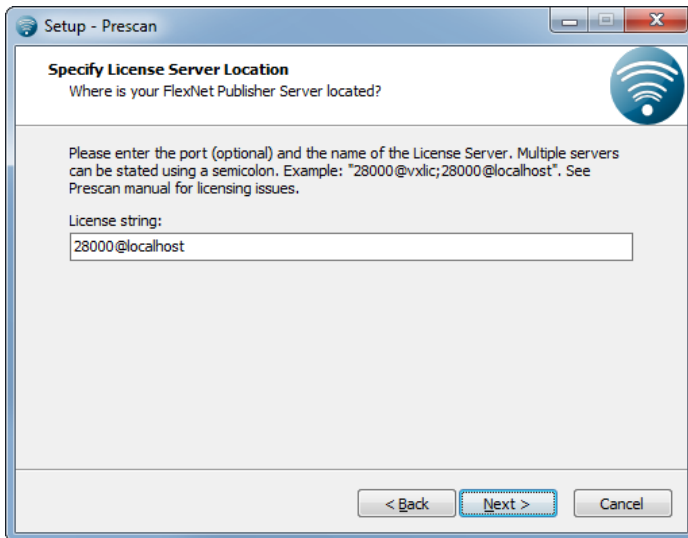 Setup - Prescan
Specify License Server Location
Where is your FlexNet Publisher Server located?
Please enter the port (optional) and the name of the License Server. Multiple servers
can be stated using a semicolon. Example: "28000@vxlic;28000@localhost". See
Prescan manual for licensing issues.
License string:
28000@localhost
< Back
Next >
Cancel